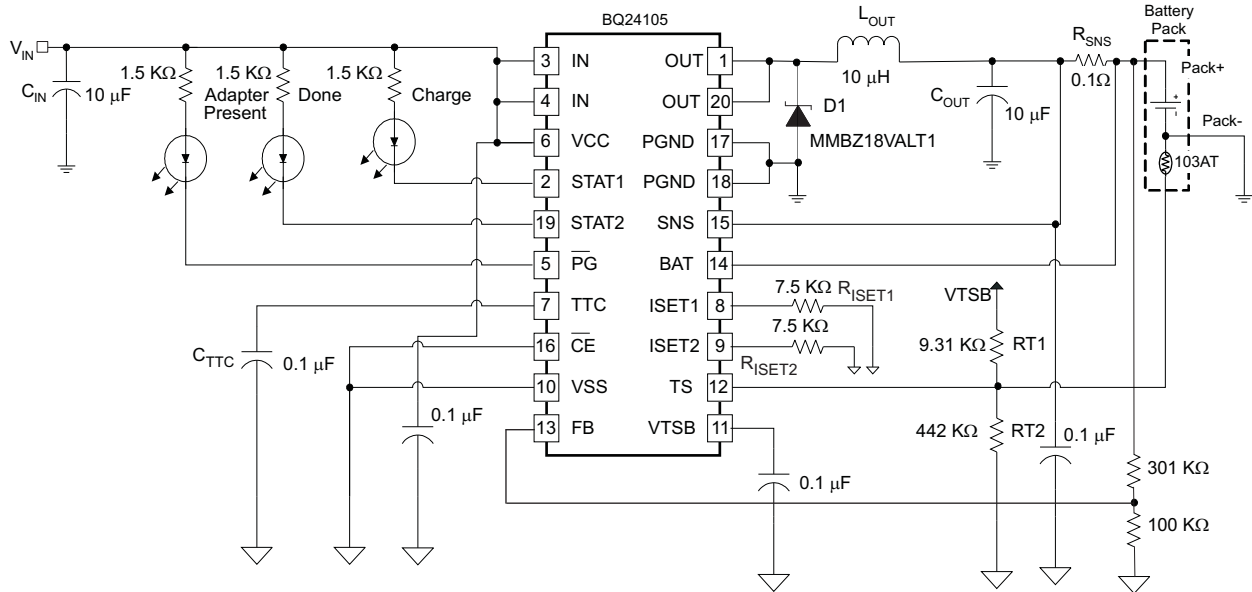 BQ24105
V_IN
C_IN
10 μF
1.5 KΩ
Adapter
Present
1.5 KΩ
Done
1.5 KΩ
Charge
3 IN
4 IN
6 VCC
2 STAT1
19 STAT2
5 P̅G̅
7 TTC
16 C̅E̅
10 VSS
13 FB
OUT 1
OUT 20
PGND 17
PGND 18
SNS 15
BAT 14
ISET1 8
ISET2 9
TS 12
VTSB 11
C_TTC
0.1 μF
0.1 μF
L_OUT
10 μH
D1
MMBZ18VALT1
C_OUT
10 μF
R_SNS
0.1Ω
Battery
Pack
Pack+
+
-
Pack-
103AT
7.5 KΩ
R_ISET1
7.5 KΩ
R_ISET2
VTSB
9.31 KΩ
RT1
442 KΩ
RT2
0.1 μF
0.1 μF
301 KΩ
100 KΩ